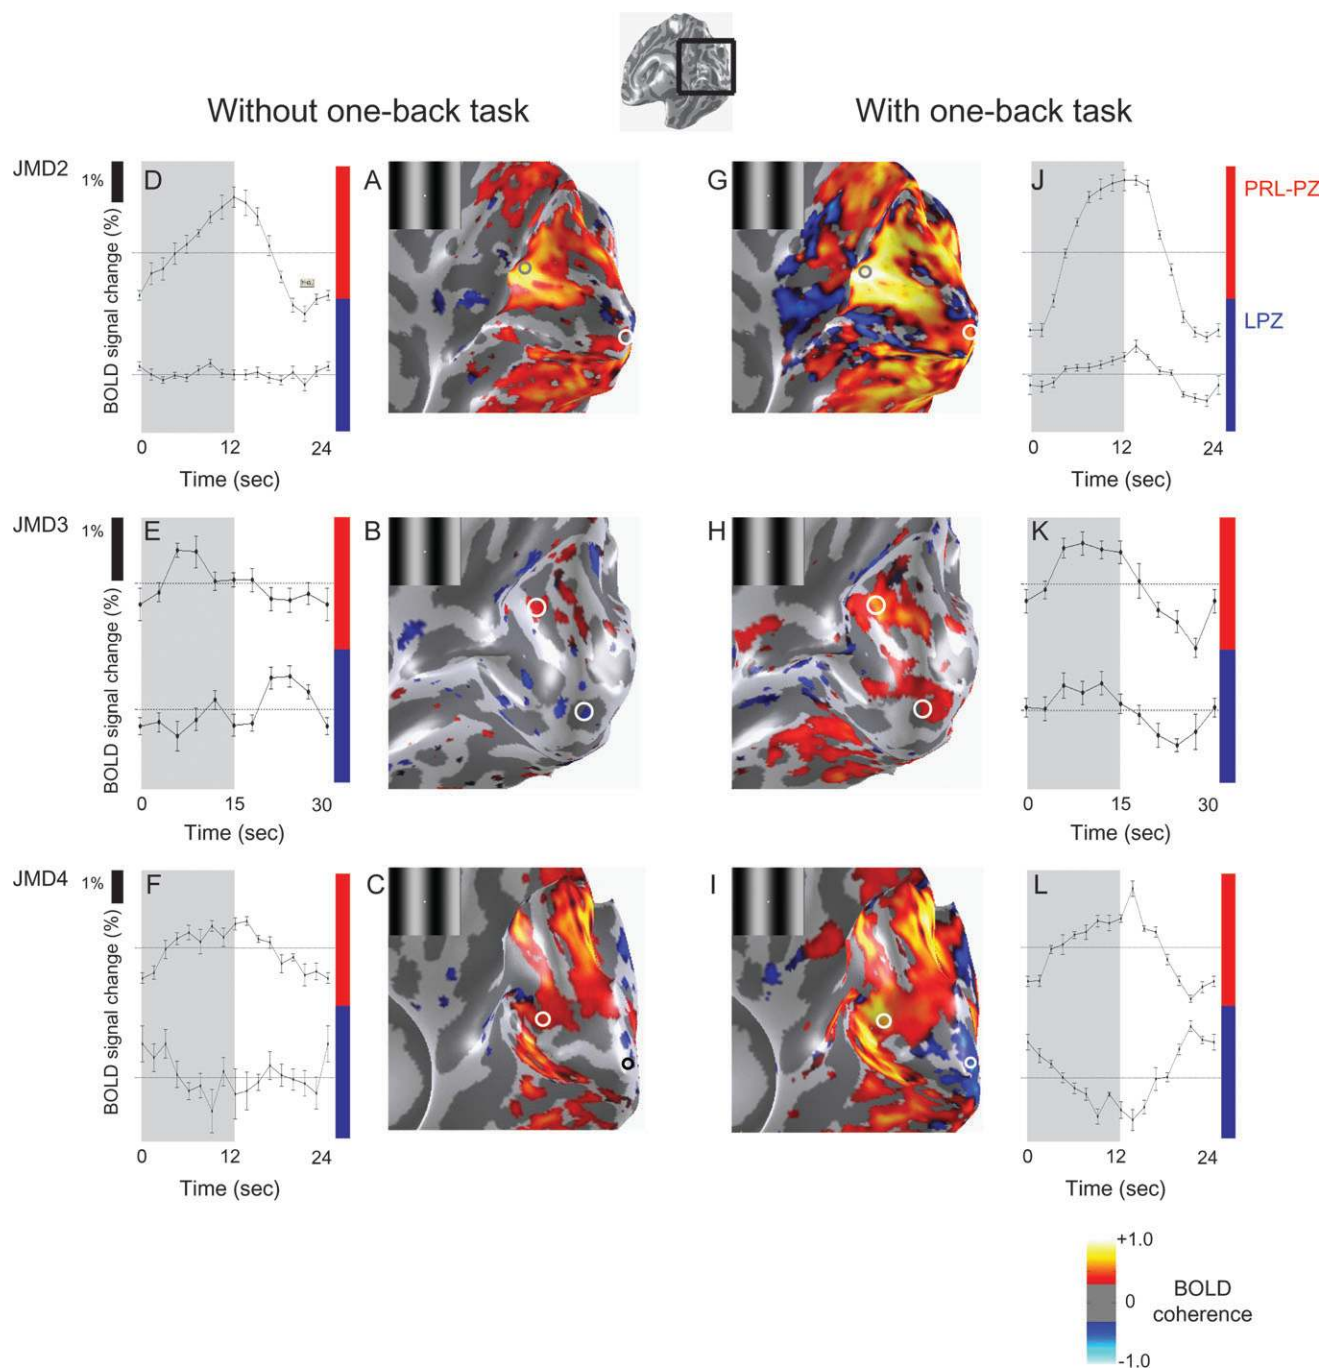 Without one-back task
With one-back task
JMD2
1%
BOLD signal change (%)
D
0 12 24
Time (sec)
A
G
J
0 12 24
Time (sec)
PRL-PZ
LPZ
JMD3
1%
BOLD signal change (%)
E
0 15 30
Time (sec)
B
H
K
0 15 30
Time (sec)
JMD4
1%
BOLD signal change (%)
F
0 12 24
Time (sec)
C
I
L
0 12 24
Time (sec)
+1.0
0
-1.0
BOLD
coherence